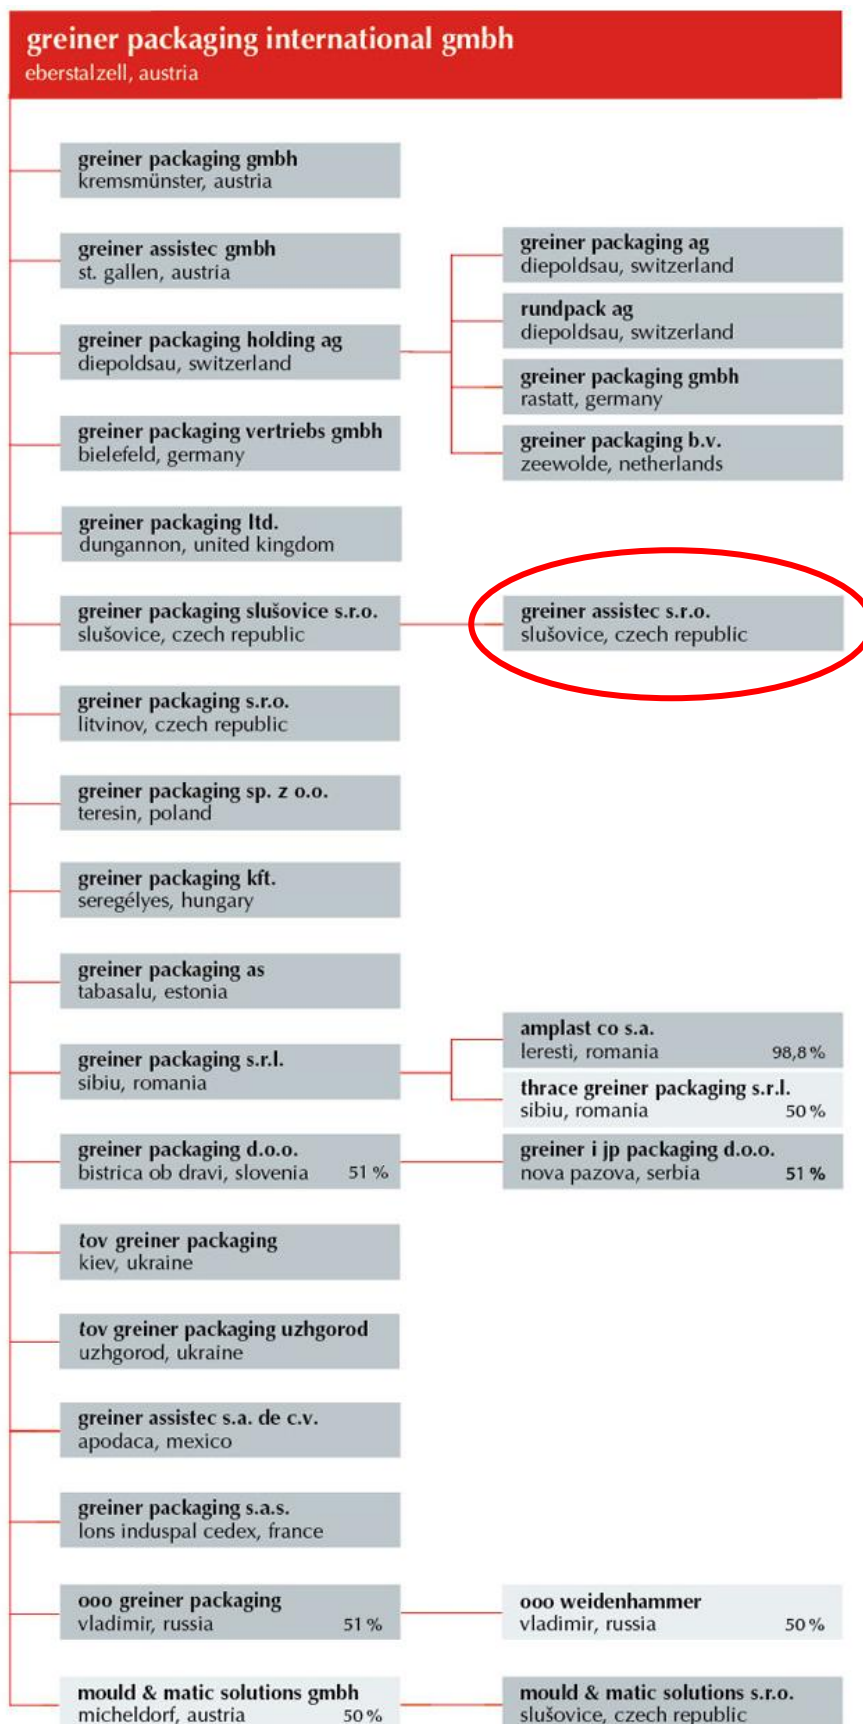 greiner packaging international gmbh
eberstalzell, austria
greiner packaging gmbh
kremsmünster, austria
greiner assistec gmbh
st. gallen, austria
greiner packaging holding ag
diepoldsau, switzerland
greiner packaging ag
diepoldsau, switzerland
rundpack ag
diepoldsau, switzerland
greiner packaging gmbh
rastatt, germany
greiner packaging b.v.
zeewolde, netherlands
greiner packaging vertriebs gmbh
bielefeld, germany
greiner packaging ltd.
dungannon, united kingdom
greiner packaging slušovice s.r.o.
slušovice, czech republic
greiner assistec s.r.o.
slušovice, czech republic
greiner packaging s.r.o.
litvinov, czech republic
greiner packaging sp. z o.o.
teresin, poland
greiner packaging kft.
seregélyes, hungary
greiner packaging as
tabasalu, estonia
greiner packaging s.r.l.
sibiu, romania
amplast co s.a.
leresti, romania 98,8 %
thrace greiner packaging s.r.l.
sibiu, romania 50 %
greiner packaging d.o.o.
bistrica ob dravi, slovenia 51 %
greiner i jp packaging d.o.o.
nova pazova, serbia 51 %
tov greiner packaging
kiev, ukraine
tov greiner packaging uzhgorod
uzhgorod, ukraine
greiner assistec s.a. de c.v.
apodaca, mexico
greiner packaging s.a.s.
lons induspal cedex, france
ooo greiner packaging
vladimir, russia 51 %
ooo weidenhammer
vladimir, russia 50 %
mould & matic solutions gmbh
micheldorf, austria 50 %
mould & matic solutions s.r.o.
slušovice, czech republic